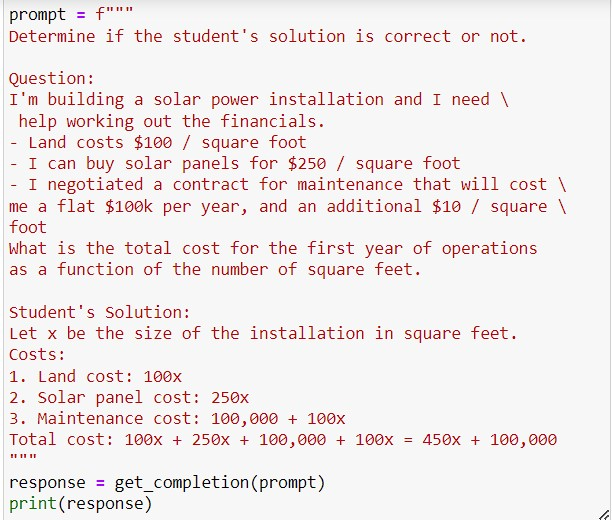 prompt = f"""
Determine if the student's solution is correct or not.
Question:
I'm building a solar power installation and I need \
help working out the financials.
- Land costs $100 / square foot
- I can buy solar panels for $250 / square foot
- I negotiated a contract for maintenance that will cost \
me a flat $100k per year, and an additional $10 / square \
foot
What is the total cost for the first year of operations
as a function of the number of square feet.
Student's Solution:
Let x be the size of the installation in square feet.
Costs:
1. Land cost: 100x
2. Solar panel cost: 250x
3. Maintenance cost: 100,000 + 100x
Total cost: 100x + 250x + 100,000 + 100x = 450x + 100,000
"""
response = get_completion(prompt)
print(response)